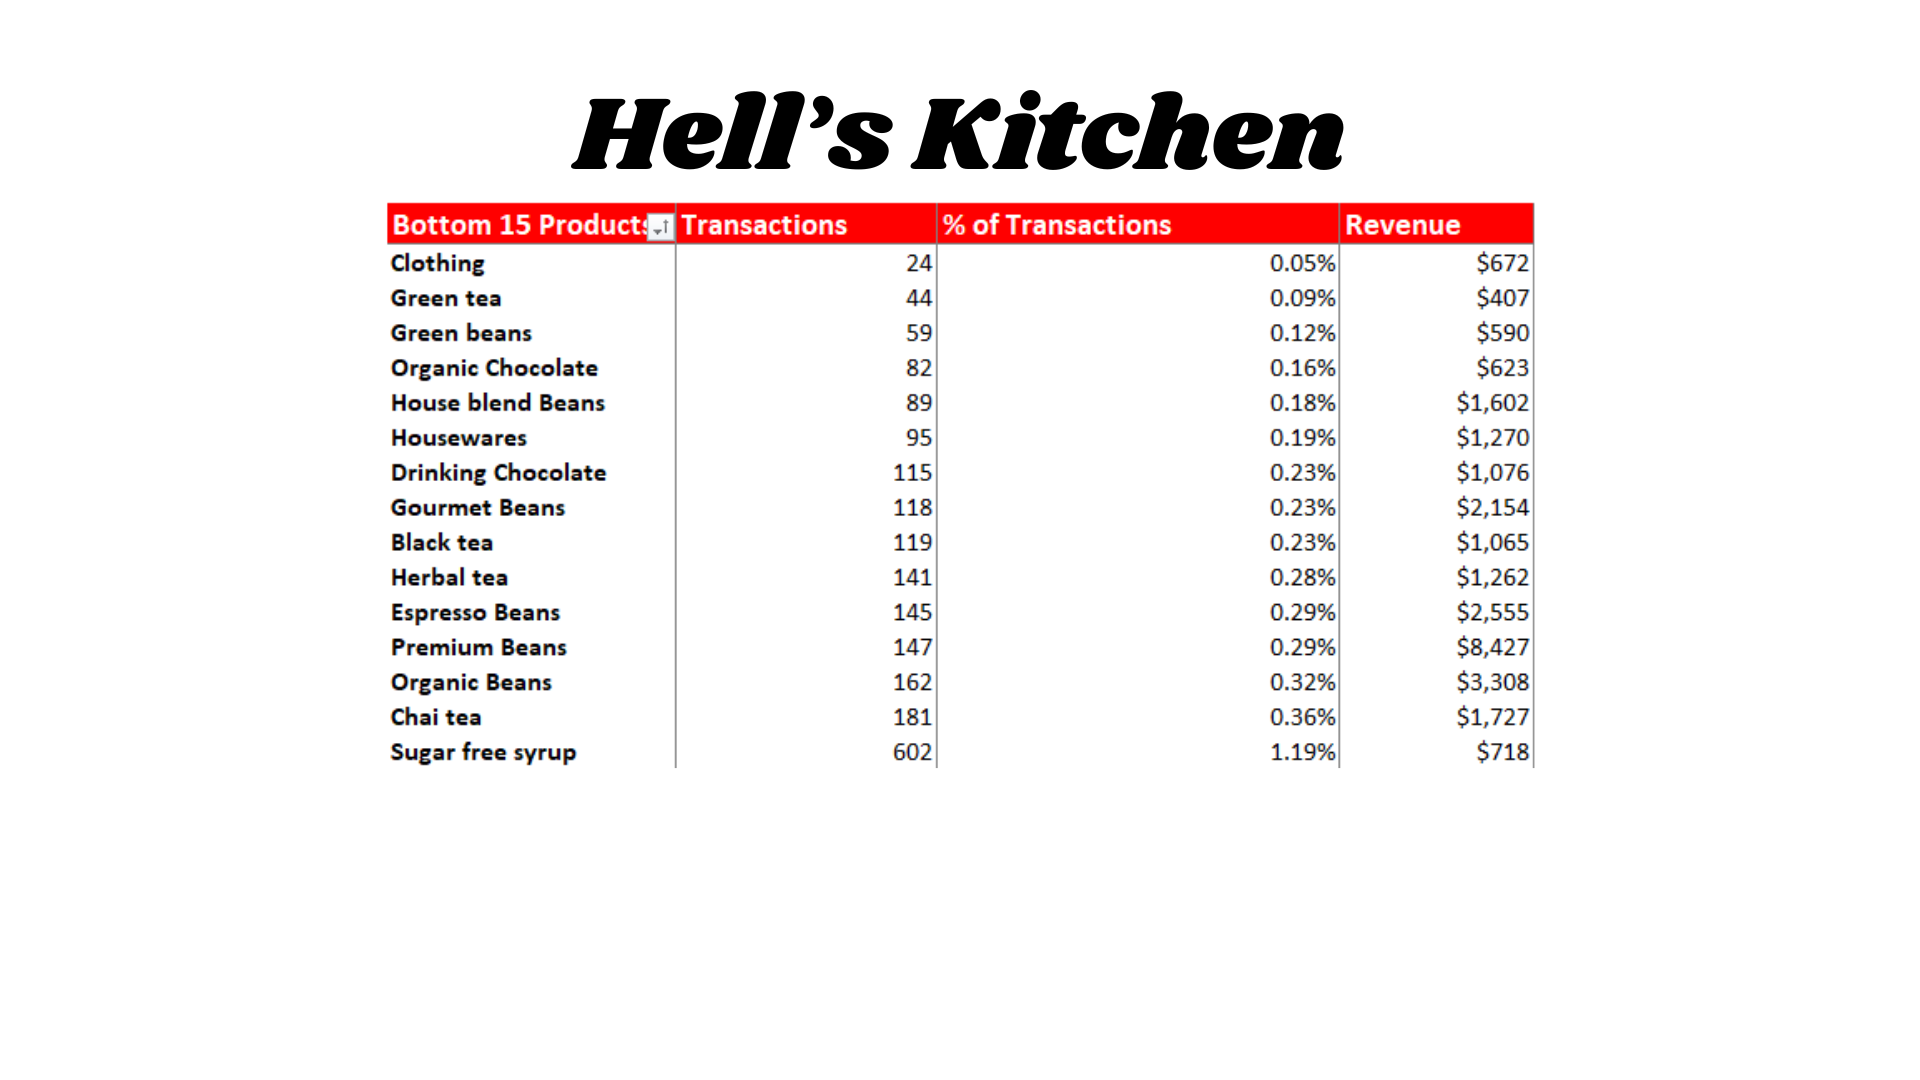 Hell’s Kitchen
Bottom 15 Products Transactions % of Transactions Revenue
Clothing 24 0.05% $672
Green tea 44 0.09% $407
Green beans 59 0.12% $590
Organic Chocolate 82 0.16% $623
House blend Beans 89 0.18% $1,602
Housewares 95 0.19% $1,270
Drinking Chocolate 115 0.23% $1,076
Gourmet Beans 118 0.23% $2,154
Black tea 119 0.23% $1,065
Herbal tea 141 0.28% $1,262
Espresso Beans 145 0.29% $2,555
Premium Beans 147 0.29% $8,427
Organic Beans 162 0.32% $3,308
Chai tea 181 0.36% $1,727
Sugar free syrup 602 1.19% $718